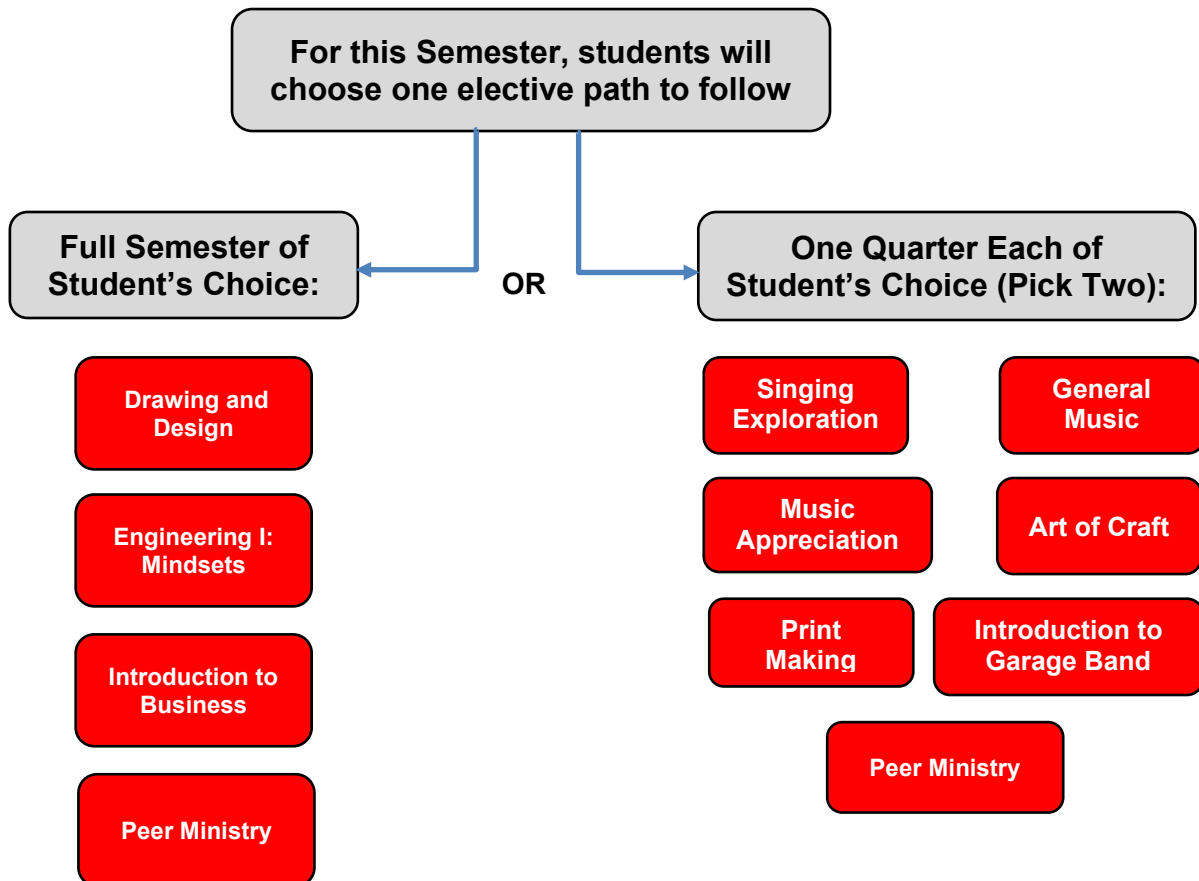 For this Semester, students will
choose one elective path to follow
Full Semester of
Student’s Choice:
OR
One Quarter Each of
Student’s Choice (Pick Two):
Drawing and
Design
Engineering I:
Mindsets
Introduction to
Business
Peer Ministry
Singing
Exploration
General
Music
Music
Appreciation
Art of Craft
Print
Making
Introduction to
Garage Band
Peer Ministry